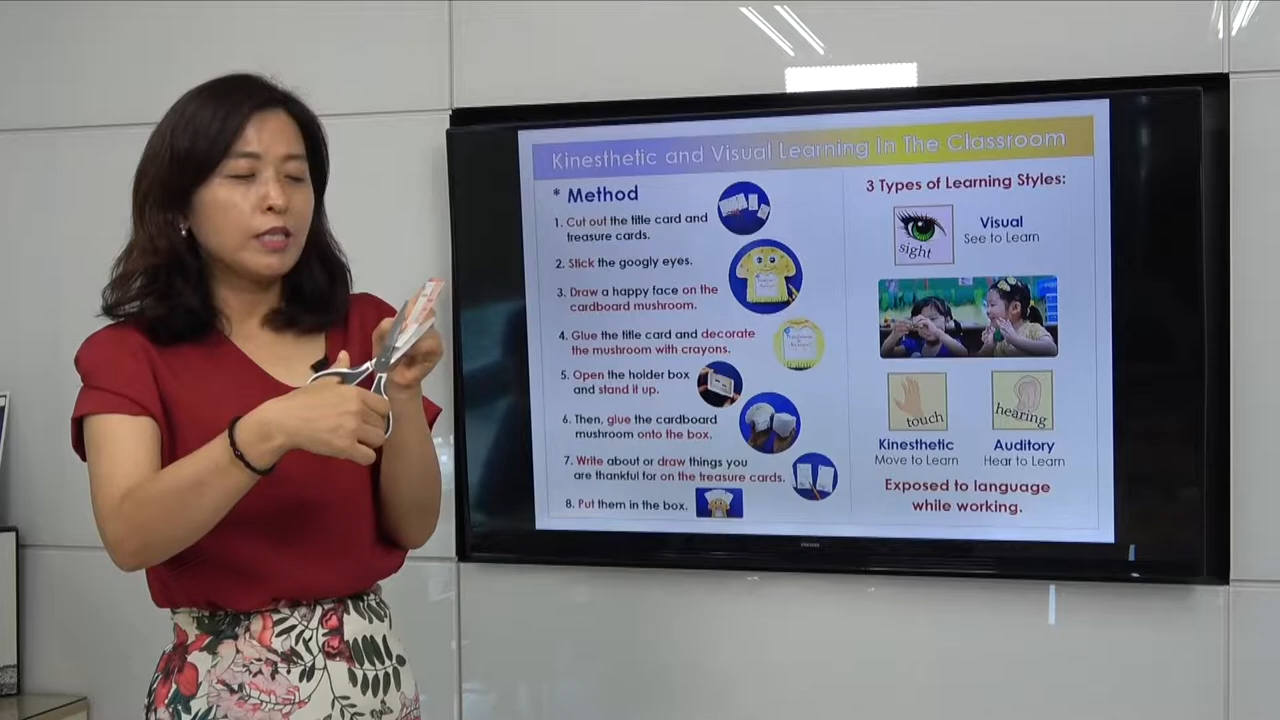 Kinesthetic and Visual Learning In The Classroom
* Method
1. Cut out the title card and
treasure cards.
2. Stick the googly eyes.
3. Draw a happy face on the
cardboard mushroom.
4. Glue the title card and decorate
the mushroom with crayons.
5. Open the holder box
and stand it up.
6. Then, glue the cardboard
mushroom onto the box.
7. Write about or draw things you
are thankful for on the treasure cards.
8. Put them in the box.
3 Types of Learning Styles:
sight
Visual
See to Learn
touch
hearing
Kinesthetic
Move to Learn
Auditory
Hear to Learn
Exposed to language
while working.